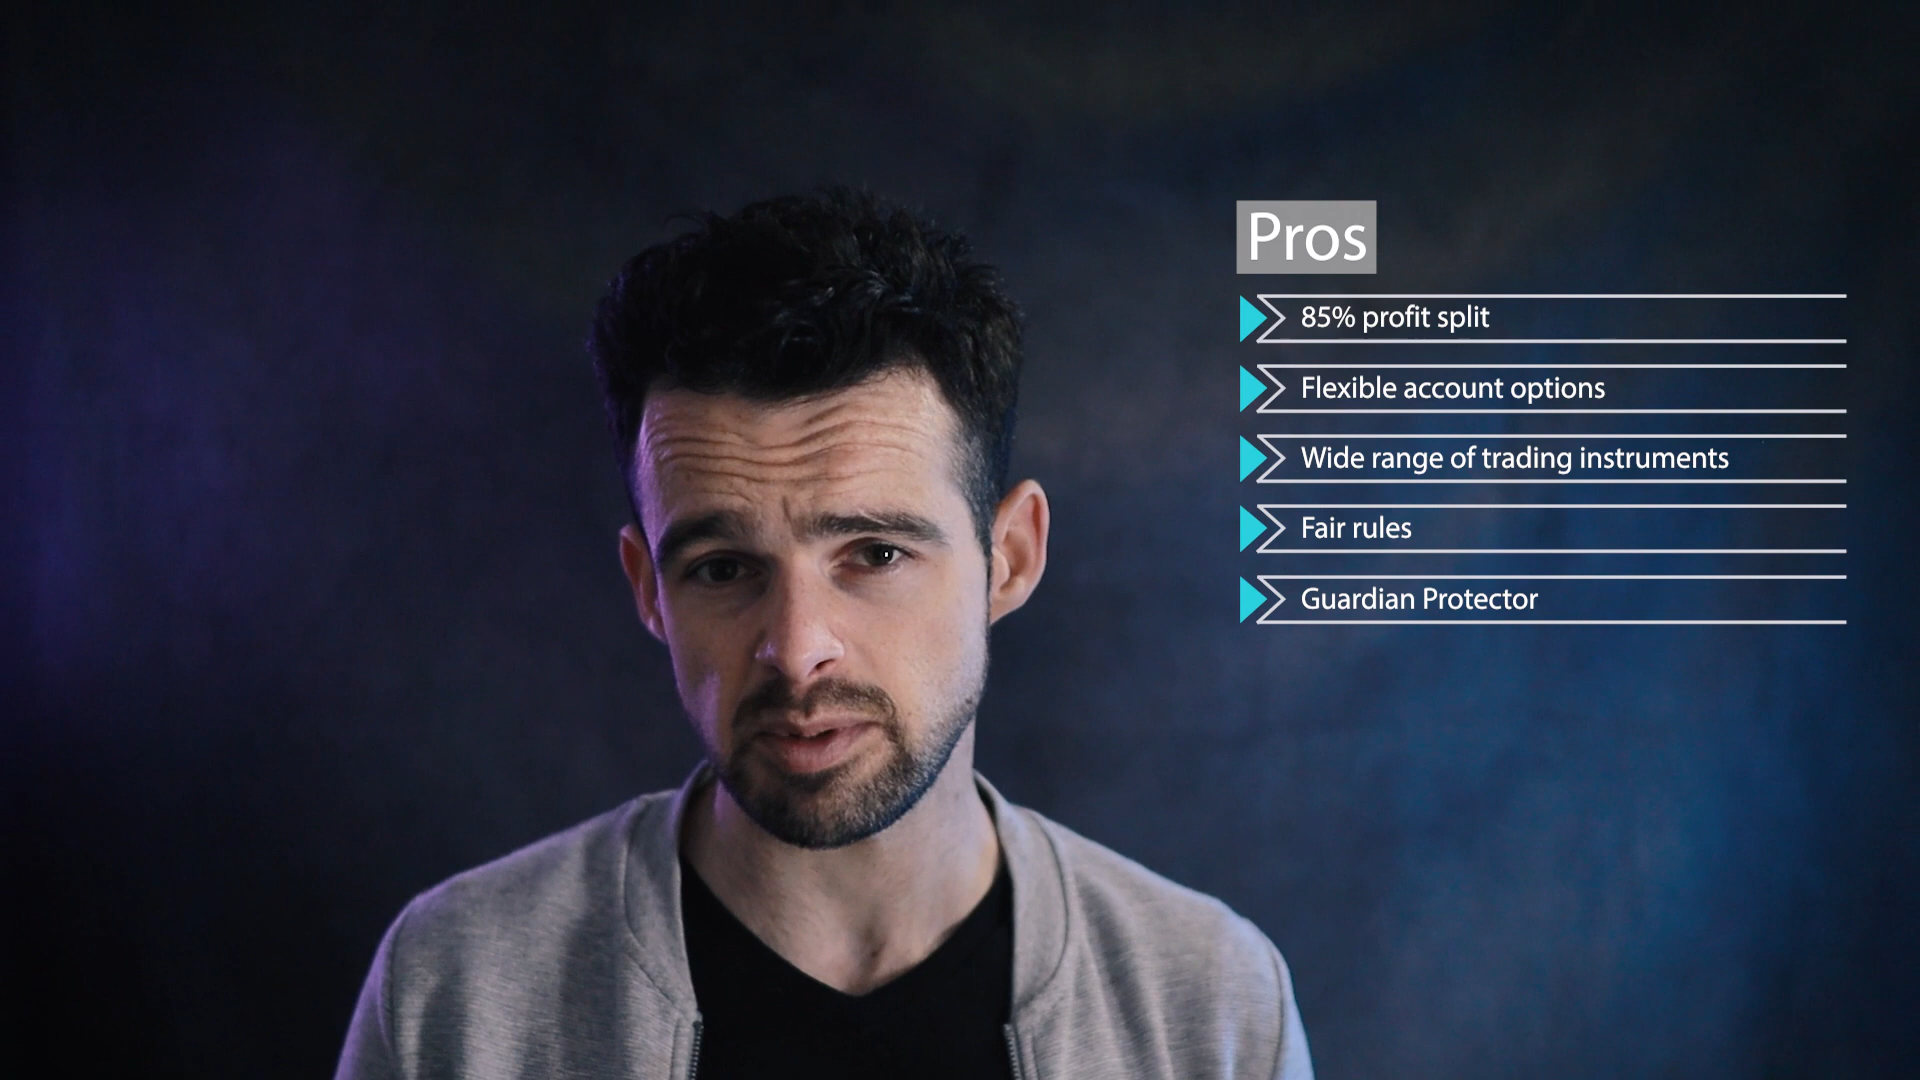 Pros
85% profit split
Flexible account options
Wide range of trading instruments
Fair rules
Guardian Protector